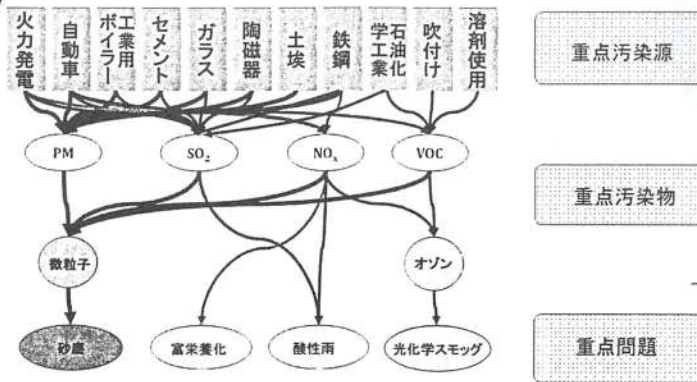 火力発電
自動車
工業用
ボイラー
セメント
ガラス
陶磁器
土埃
鉄鋼
石油化
学工業
吹付け
溶剤使用
重点汚染源
PM
SO₂
NOₓ
VOC
重点汚染物
微粒子
オゾン
砂塵
富栄養化
酸性雨
光化学スモッグ
重点問題